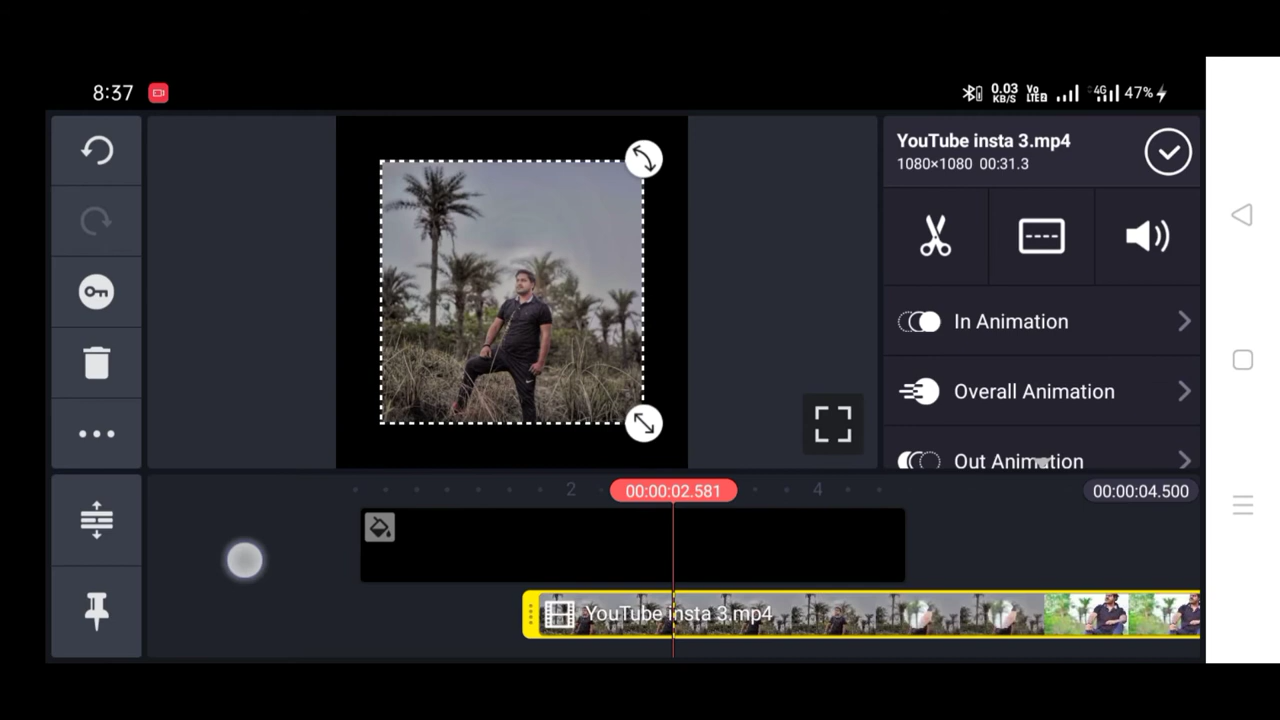 8:37
0.03
KB/S
Vo
LTE2
4G
47%
YouTube insta 3.mp4
1080×1080 00:31.3
In Animation
Overall Animation
Out Animation
2
00:00:02.581
4
00:00:04.500
YouTube insta 3.mp4